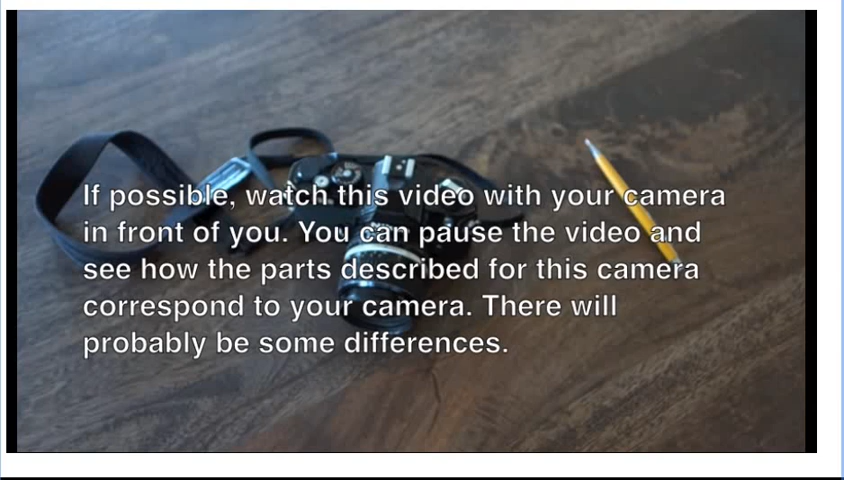 If possible, watch this video with your camera
in front of you. You can pause the video and
see how the parts described for this camera
correspond to your camera. There will
probably be some differences.